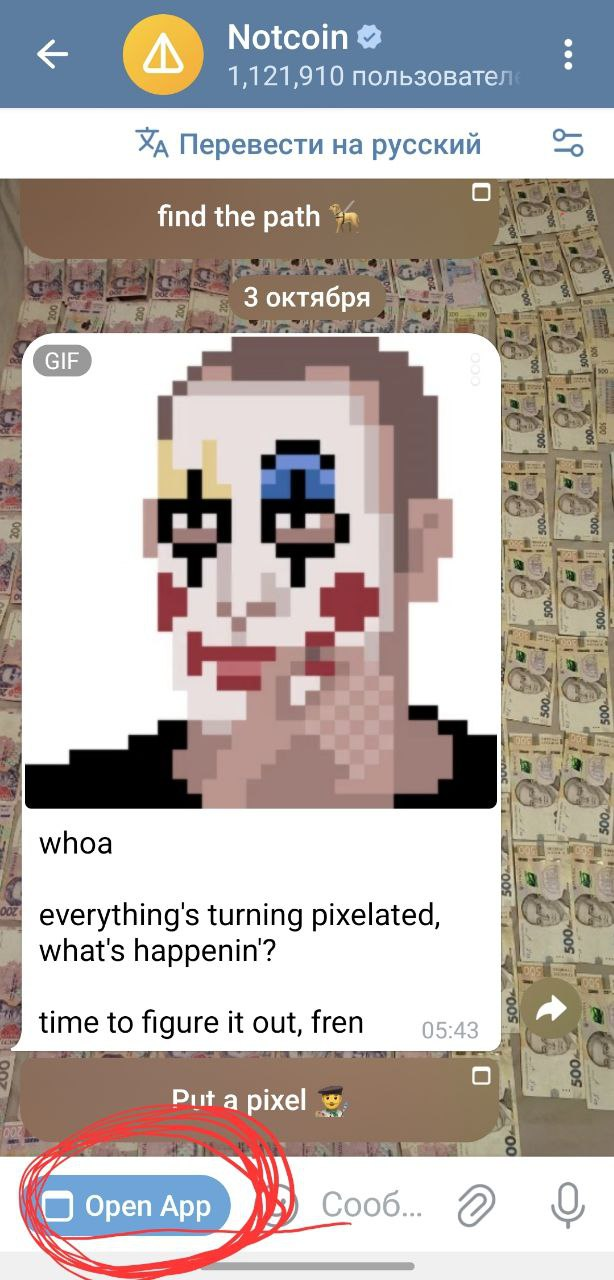 Notcoin
1,121,910 пользовател
Перевести на русский
find the path 🦮
3 октября
GIF
whoa
everything's turning pixelated,
what's happenin'?
time to figure it out, fren
05:43
Put a pixel 👩‍🎨
Open App
Сооб...